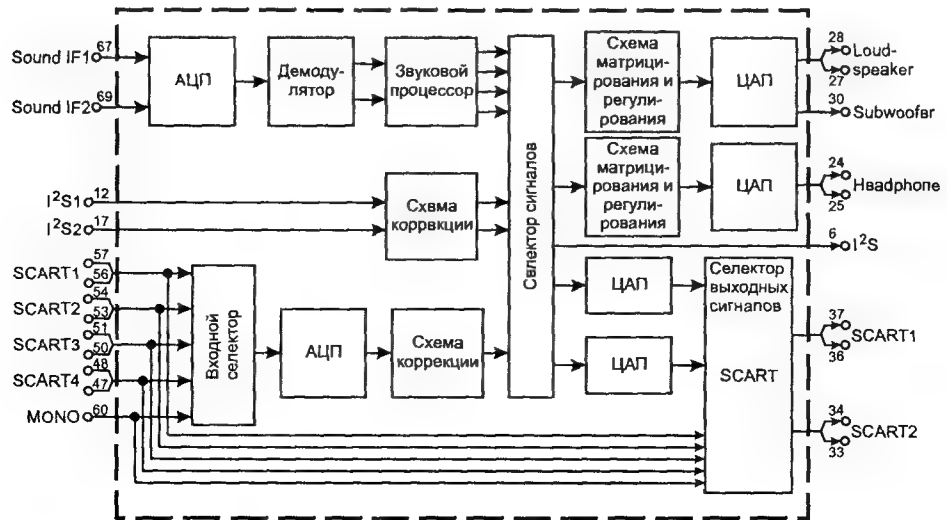 Sound IF1
67
Sound IF2
69
АЦП
Демоду-
лятор
Звуковой
процессор
Селектор сигналов
Схема
матрици-
рования и
регули-
рования
ЦАП
28
Loud-
speaker
27
30
Subwoofer
I²S1
12
I²S2
17
Схема
коррекции
Схема
матрици-
рования и
регули-
рования
ЦАП
24
Headphone
25
6
I²S
SCART1
57
56
SCART2
54
53
SCART3
51
50
SCART4
48
47
MONO
60
Входной
селектор
АЦП
Схема
коррекции
ЦАП
ЦАП
Селектор
выходных
сигналов
SCART
37
SCART1
36
34
SCART2
33